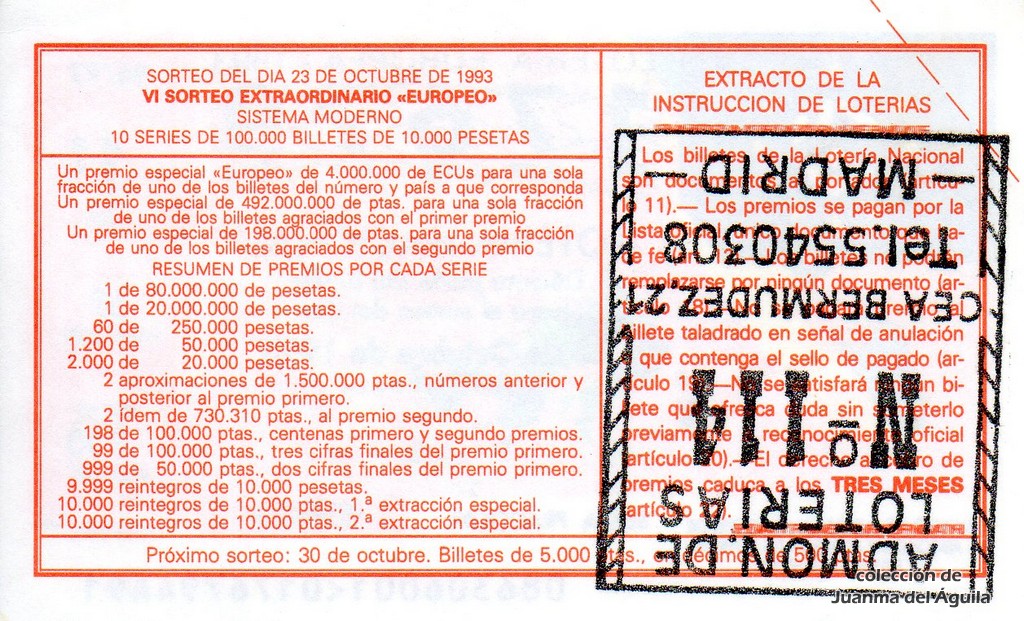 SORTEO DEL DIA 23 DE OCTUBRE DE 1993
VI SORTEO EXTRAORDINARIO «EUROPEO»
SISTEMA MODERNO
10 SERIES DE 100.000 BILLETES DE 10.000 PESETAS
Un premio especial «Europeo» de 4.000.000 de ECUs para una sola
fracción de uno de los billetes del número y país a que corresponda
Un premio especial de 492.000.000 de ptas. para una sola fracción
de uno de los billetes agraciados con el primer premio
Un premio especial de 198.000.000 de ptas. para una sola fracción
de uno de los billetes agraciados con el segundo premio
RESUMEN DE PREMIOS POR CADA SERIE
1 de 80.000.000 de pesetas.
1 de 20.000.000 de pesetas.
60 de 250.000 pesetas.
1.200 de 50.000 pesetas.
2.000 de 20.000 pesetas.
2 aproximaciones de 1.500.000 ptas., números anterior y
posterior al premio primero.
2 ídem de 730.310 ptas., al premio segundo.
198 de 100.000 ptas., centenas primero y segundo premios.
99 de 100.000 ptas., tres cifras finales del premio primero.
999 de 50.000 ptas., dos cifras finales del premio primero.
9.999 reintegros de 10.000 pesetas.
10.000 reintegros de 10.000 ptas., 1.ª extracción especial.
10.000 reintegros de 10.000 ptas., 2.ª extracción especial.
Próximo sorteo: 30 de octubre. Billetes de 5.000
EXTRACTO DE LA
INSTRUCCION DE LOTERIAS
Los billetes de la Lotería Nacional
son documentos al portador
11).— Los premios se pagan por la
Lista oficial, único documento
Los billetes no podrán
remplazarse por ningún documento (ar-
billete taladrado en señal de anulación
que contenga el sello de pagado (ar-
satisfará bi-
duda sin someterlo
previamente a reconocimiento oficial
El derecho de
premios caduca a los TRES MESES
ADMON. DE
LOTERIAS
Nº 114
CEA BERMUDEZ 21
Tel. 5540308
— MADRID —
colección de
Juanma del Águila